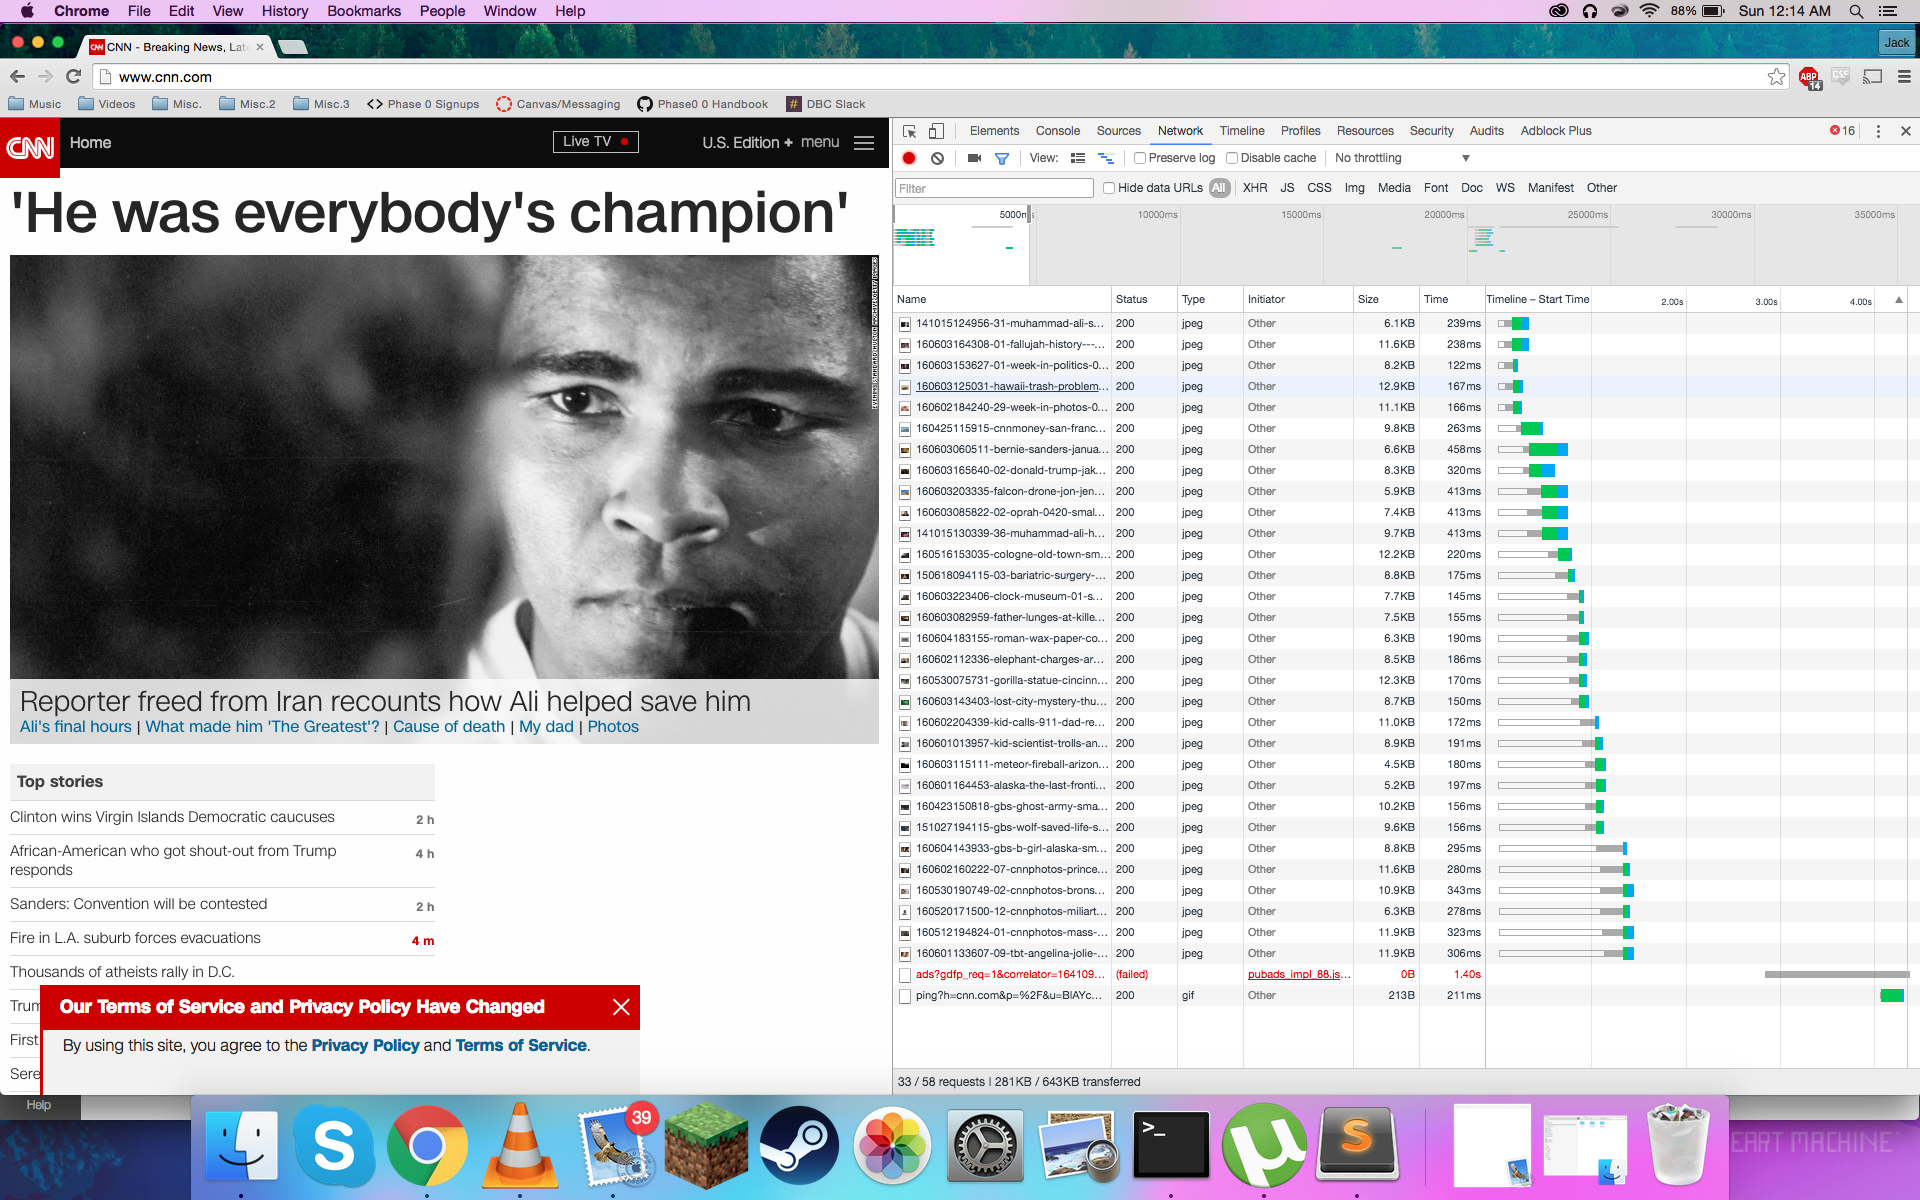 Chrome File Edit View History Bookmarks People Window Help 88% Sun 12:14 AM
CNN CNN - Breaking News, Late Jack
www.cnn.com ABP 14 CSS
Music Videos Misc. Misc.2 Misc.3 <> Phase 0 Signups Canvas/Messaging Phase0 0 Handbook # DBC Slack
CNN Home Live TV U.S. Edition + menu
'He was everybody's champion'
Reporter freed from Iran recounts how Ali helped save him
Ali's final hours | What made him 'The Greatest'? | Cause of death | My dad | Photos
Top stories
Clinton wins Virgin Islands Democratic caucuses 2 h
African-American who got shout-out from Trump 4 h
responds
Sanders: Convention will be contested 2 h
Fire in L.A. suburb forces evacuations 4 m
Thousands of atheists rally in D.C.
Trum
First
Sere
Our Terms of Service and Privacy Policy Have Changed
By using this site, you agree to the Privacy Policy and Terms of Service.
Help
Elements Console Sources Network Timeline Profiles Resources Security Audits Adblock Plus 16
View: Preserve log Disable cache No throttling
Filter Hide data URLs All XHR JS CSS Img Media Font Doc WS Manifest Other
5000ms 10000ms 15000ms 20000ms 25000ms 30000ms 35000ms
Name Status Type Initiator Size Time Timeline – Start Time 2.00s 3.00s 4.00s
141015124956-31-muhammad-ali-s... 200 jpeg Other 6.1KB 239ms
160603164308-01-fallujah-history---... 200 jpeg Other 11.6KB 238ms
160603153627-01-week-in-politics-0... 200 jpeg Other 8.2KB 122ms
160603125031-hawaii-trash-problem... 200 jpeg Other 12.9KB 167ms
160602184240-29-week-in-photos-0... 200 jpeg Other 11.1KB 166ms
160425115915-cnnmoney-san-franc... 200 jpeg Other 9.8KB 263ms
160603060511-bernie-sanders-janua... 200 jpeg Other 6.6KB 458ms
160603165640-02-donald-trump-jak... 200 jpeg Other 8.3KB 320ms
160603203335-falcon-drone-jon-jen... 200 jpeg Other 5.9KB 413ms
160603085822-02-oprah-0420-smal... 200 jpeg Other 7.4KB 413ms
141015130339-36-muhammad-ali-h... 200 jpeg Other 9.7KB 413ms
160516153035-cologne-old-town-sm... 200 jpeg Other 12.2KB 220ms
150618094115-03-bariatric-surgery-... 200 jpeg Other 8.8KB 175ms
160603223406-clock-museum-01-s... 200 jpeg Other 7.7KB 145ms
160603082959-father-lunges-at-kille... 200 jpeg Other 7.5KB 155ms
160604183155-roman-wax-paper-co... 200 jpeg Other 6.3KB 190ms
160602112336-elephant-charges-ar... 200 jpeg Other 8.5KB 186ms
160530075731-gorilla-statue-cincinn... 200 jpeg Other 12.3KB 170ms
160603143403-lost-city-mystery-thu... 200 jpeg Other 8.7KB 150ms
160602204339-kid-calls-911-dad-re... 200 jpeg Other 11.0KB 172ms
160601013957-kid-scientist-trolls-an... 200 jpeg Other 8.9KB 191ms
160603115111-meteor-fireball-arizon... 200 jpeg Other 4.5KB 180ms
160601164453-alaska-the-last-fronti... 200 jpeg Other 5.2KB 197ms
160423150818-gbs-ghost-army-sma... 200 jpeg Other 10.2KB 156ms
151027194115-gbs-wolf-saved-life-s... 200 jpeg Other 9.6KB 156ms
160604143933-gbs-b-girl-alaska-sm... 200 jpeg Other 8.8KB 295ms
160602160222-07-cnnphotos-prince... 200 jpeg Other 11.6KB 280ms
160530190749-02-cnnphotos-brons... 200 jpeg Other 10.9KB 343ms
160520171500-12-cnnphotos-miliart... 200 jpeg Other 6.3KB 278ms
160512194824-01-cnnphotos-mass-... 200 jpeg Other 11.9KB 323ms
160601133607-09-tbt-angelina-jolie-... 200 jpeg Other 11.9KB 306ms
ads?gdfp_req=1&correlator=164109... (failed) pubads_impl_88.js... 0B 1.40s
ping?h=cnn.com&p=%2F&u=BIAYc... 200 gif Other 213B 211ms
33 / 58 requests | 281KB / 643KB transferred
39
EART MACHINE